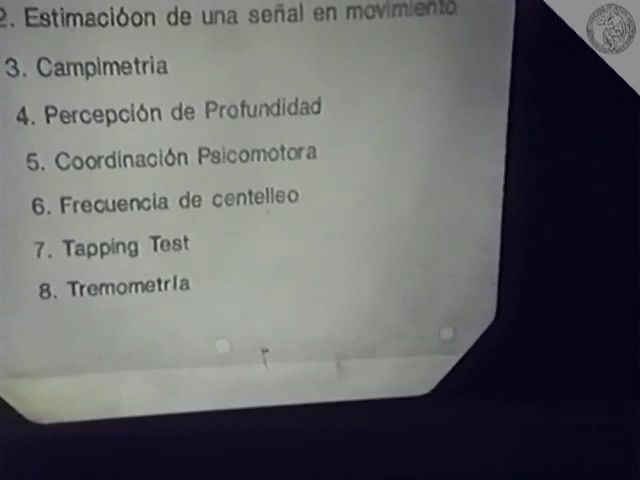 2. Estimacióon de una señal en movimiento
3. Campimetria
4. Percepción de Profundidad
5. Coordinación Psicomotora
6. Frecuencia de centelleo
7. Tapping Test
8. Tremometría